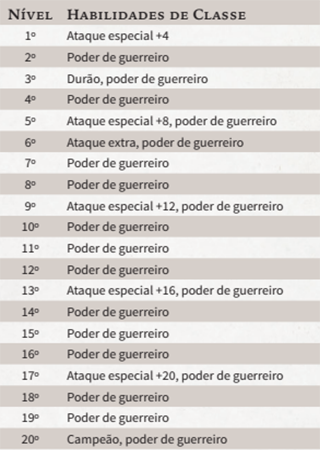 Nível Habilidades de Classe
1º Ataque especial +4
2º Poder de guerreiro
3º Durão, poder de guerreiro
4º Poder de guerreiro
5º Ataque especial +8, poder de guerreiro
6º Ataque extra, poder de guerreiro
7º Poder de guerreiro
8º Poder de guerreiro
9º Ataque especial +12, poder de guerreiro
10º Poder de guerreiro
11º Poder de guerreiro
12º Poder de guerreiro
13º Ataque especial +16, poder de guerreiro
14º Poder de guerreiro
15º Poder de guerreiro
16º Poder de guerreiro
17º Ataque especial +20, poder de guerreiro
18º Poder de guerreiro
19º Poder de guerreiro
20º Campeão, poder de guerreiro